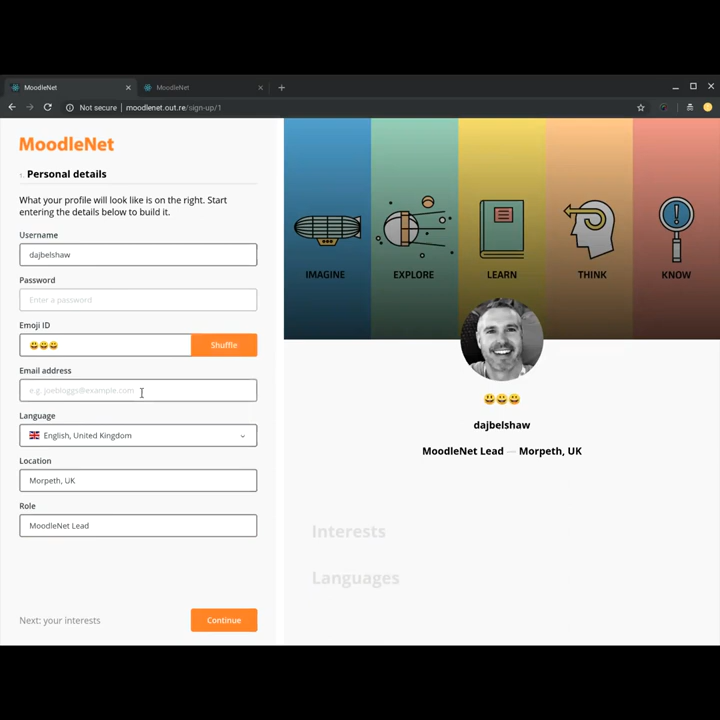 MoodleNet
MoodleNet
Not secure | moodlenet.out.re/sign-up/1
MoodleNet
1. Personal details
What your profile will look like is on the right. Start
entering the details below to build it.
Username
dajbelshaw
Password
Enter a password
Emoji ID
😃😃😃
Shuffle
Email address
e.g. joebloggs@example.com
Language
English, United Kingdom
Location
Morpeth, UK
Role
MoodleNet Lead
Next: your interests
Continue
IMAGINE
EXPLORE
LEARN
THINK
KNOW
😃😃😃
dajbelshaw
MoodleNet Lead — Morpeth, UK
Interests
Languages